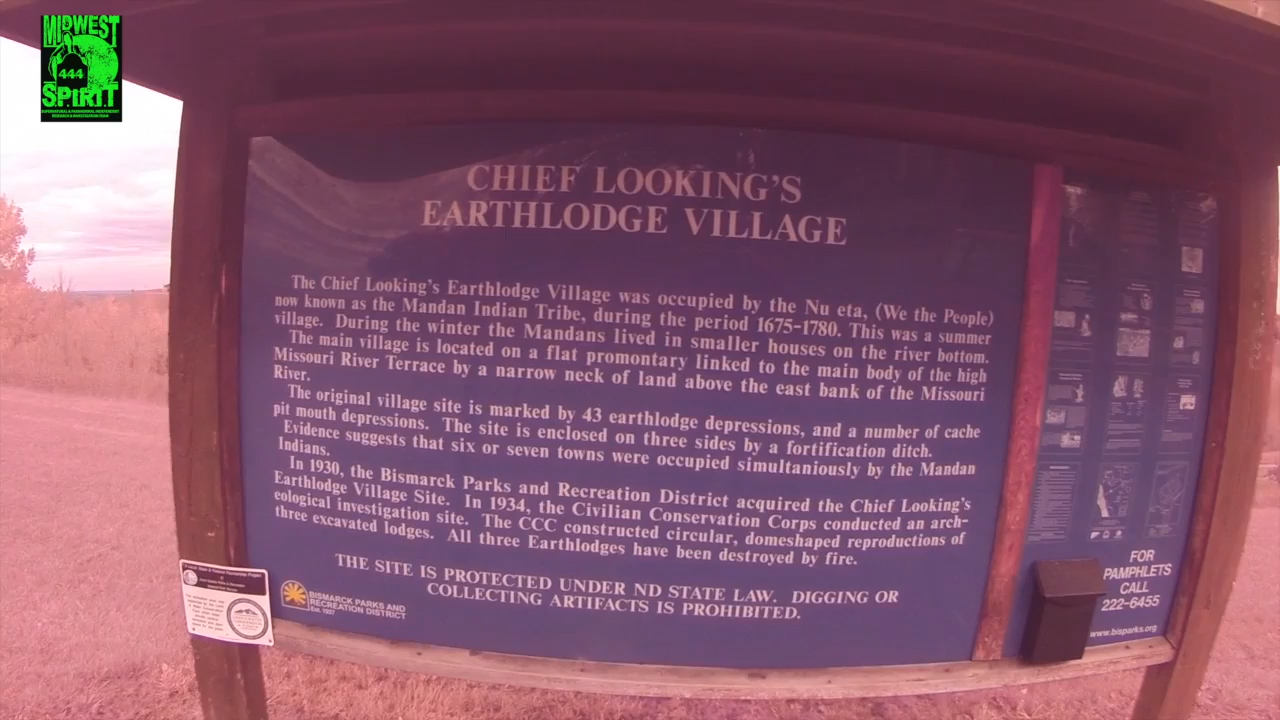 MIDWEST
444
SPIRIT
SUPERNATURAL & PARANORMAL INDEPENDENT
RESEARCH & INVESTIGATION TEAM
CHIEF LOOKING'S
EARTHLODGE VILLAGE
The Chief Looking's Earthlodge Village was occupied by the Nu eta, (We the People)
now known as the Mandan Indian Tribe, during the period 1675-1780. This was a summer
village. During the winter the Mandans lived in smaller houses on the river bottom.
The main village is located on a flat promontary linked to the main body of the high
Missouri River Terrace by a narrow neck of land above the east bank of the Missouri
River.
The original village site is marked by 43 earthlodge depressions, and a number of cache
pit mouth depressions. The site is enclosed on three sides by a fortification ditch.
Evidence suggests that six or seven towns were occupied simultaniously by the Mandan
Indians.
In 1930, the Bismarck Parks and Recreation District acquired the Chief Looking's
Earthlodge Village Site. In 1934, the Civilian Conservation Corps conducted an arch-
eological investigation site. The CCC constructed circular, domeshaped reproductions of
three excavated lodges. All three Earthlodges have been destroyed by fire.
THE SITE IS PROTECTED UNDER ND STATE LAW. DIGGING OR
COLLECTING ARTIFACTS IS PROHIBITED.
BISMARCK PARKS AND
RECREATION DISTRICT
Est. 1927
FOR
PAMPHLETS
CALL
222-6455
www.bisparks.org